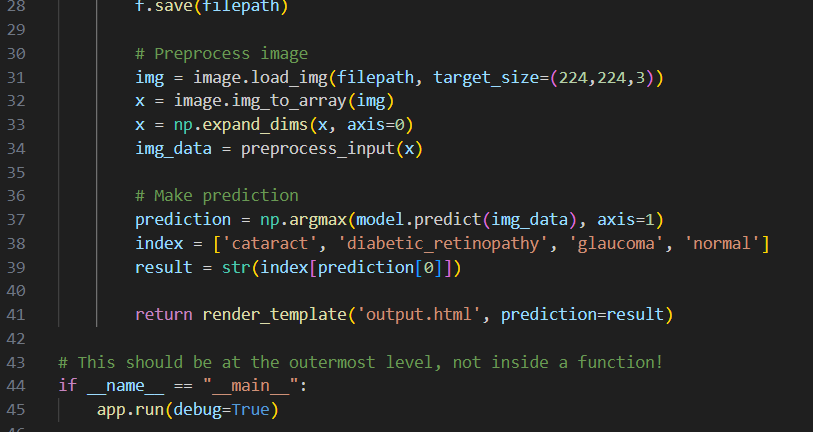 28 f.save(filepath)
29
30 # Preprocess image
31 img = image.load_img(filepath, target_size=(224,224,3))
32 x = image.img_to_array(img)
33 x = np.expand_dims(x, axis=0)
34 img_data = preprocess_input(x)
35
36 # Make prediction
37 prediction = np.argmax(model.predict(img_data), axis=1)
38 index = ['cataract', 'diabetic_retinopathy', 'glaucoma', 'normal']
39 result = str(index[prediction[0]])
40
41 return render_template('output.html', prediction=result)
42
43 # This should be at the outermost level, not inside a function!
44 if __name__ == "__main__":
45 app.run(debug=True)